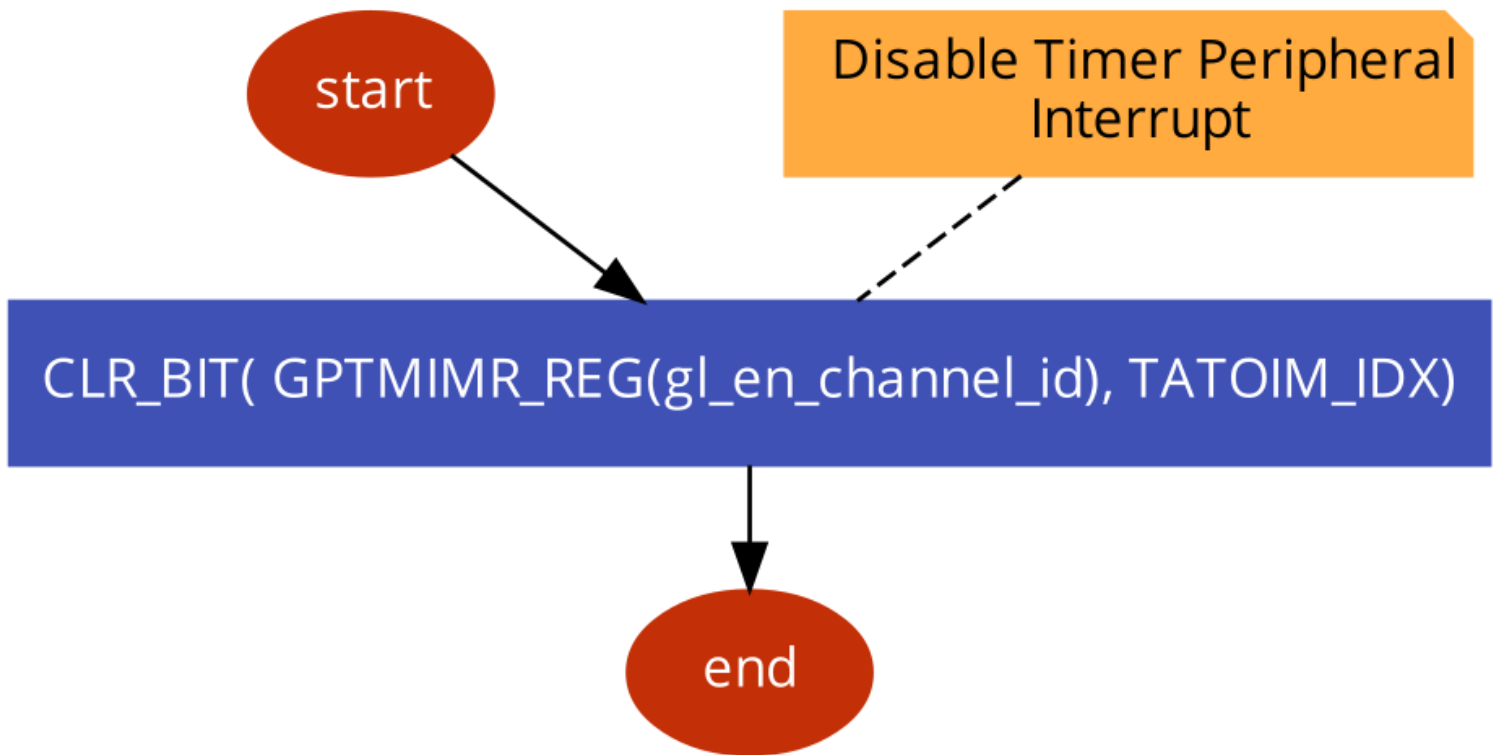 start
Disable Timer Peripheral
Interrupt
CLR_BIT( GPTMIMR_REG(gl_en_channel_id), TATOIM_IDX)
end